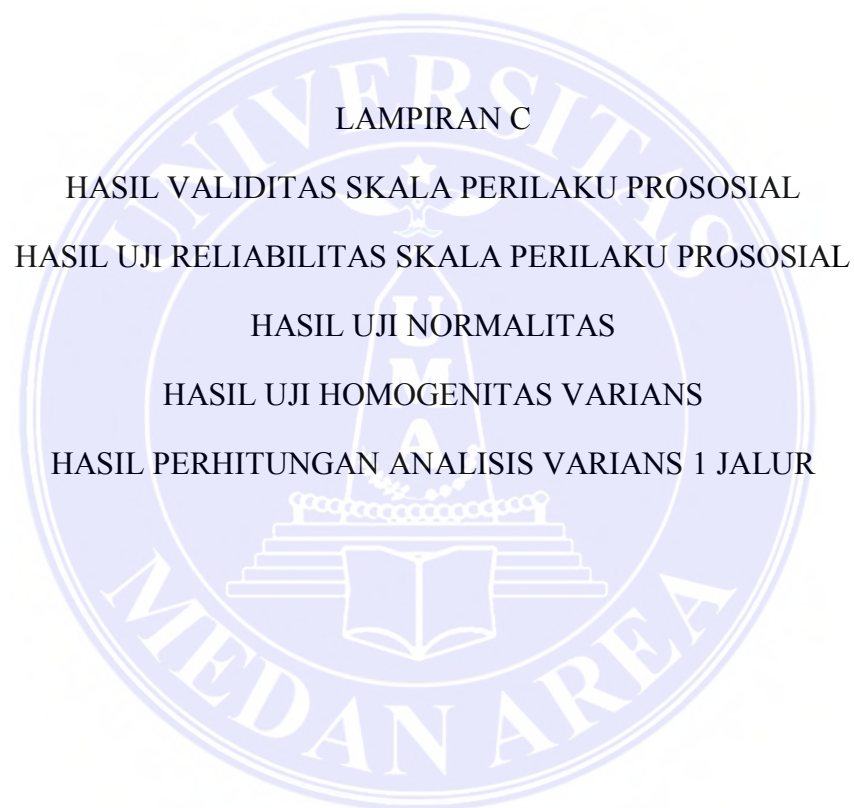 LAMPIRAN C
HASIL VALIDITAS SKALA PERILAKU PROSOSIAL
HASIL UJI RELIABILITAS SKALA PERILAKU PROSOSIAL
HASIL UJI NORMALITAS
HASIL UJI HOMOGENITAS VARIANS
HASIL PERHITUNGAN ANALISIS VARIANS 1 JALUR
UNIVERSITAS
UMA
MEDAN AREA